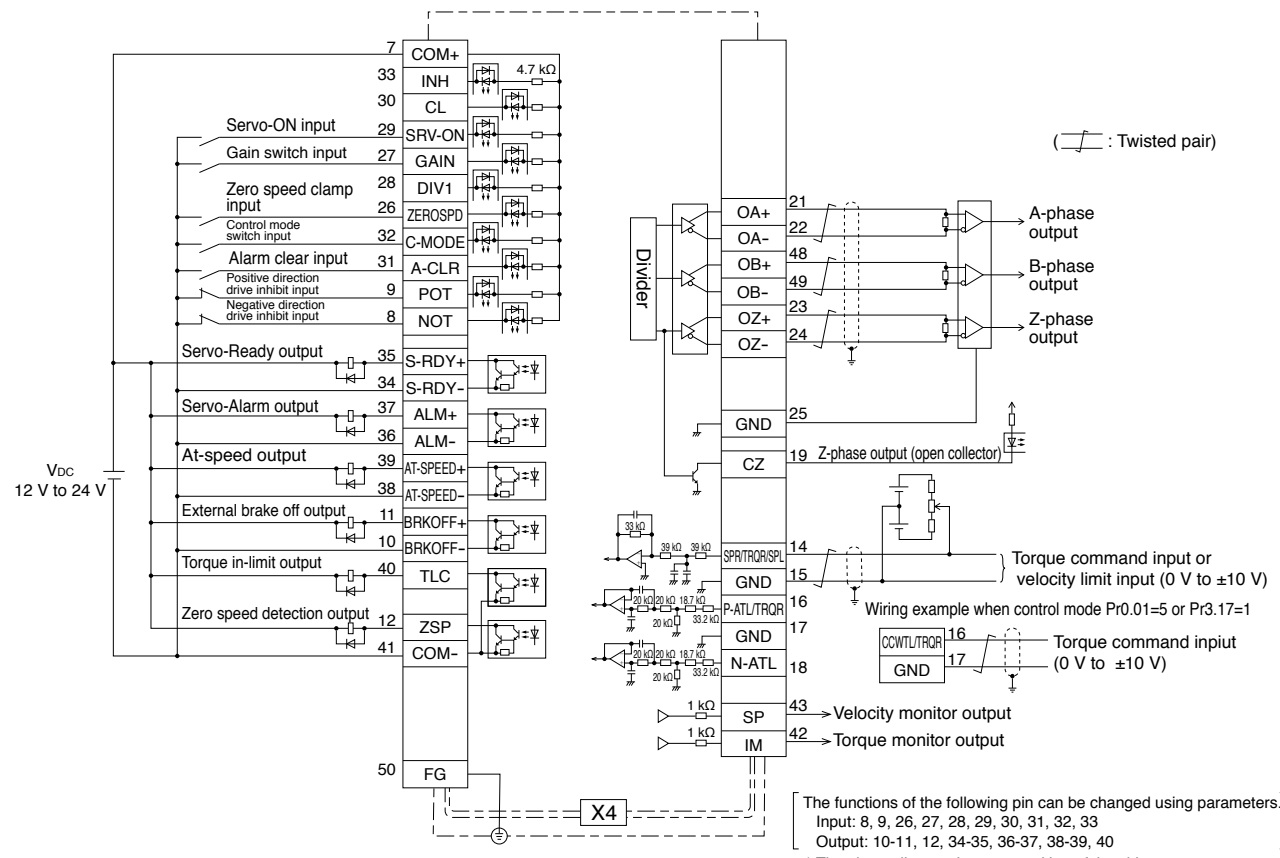 7 COM+
33 INH 4.7 kΩ
30 CL
Servo-ON input 29 SRV-ON
Gain switch input 27 GAIN
28 DIV1
Zero speed clamp
input 26 ZEROSPD
Control mode
switch input 32 C-MODE
Alarm clear input 31 A-CLR
Positive direction
drive inhibit input 9 POT
Negative direction
drive inhibit input 8 NOT
Servo-Ready output 35 S-RDY+
34 S-RDY-
Servo-Alarm output 37 ALM+
36 ALM-
At-speed output 39 AT-SPEED+
38 AT-SPEED-
External brake off output 11 BRKOFF+
10 BRKOFF-
Torque in-limit output 40 TLC
Zero speed detection output 12 ZSP
41 COM-
VDC
12 V to 24 V
50 FG
X4
( : Twisted pair)
Divider
OA+ 21
OA- 22
A-phase
output
OB+ 48
OB- 49
B-phase
output
OZ+ 23
OZ- 24
Z-phase
output
GND 25
CZ 19 Z-phase output (open collector)
33 kΩ
39 kΩ 39 kΩ SPR/TRQR/SPL 14
GND 15
Torque command input or
velocity limit input (0 V to ±10 V)
20 kΩ 20 kΩ 18.7 kΩ P-ATL/TRQR 16
20 kΩ 33.2 kΩ
GND 17
20 kΩ 20 kΩ 18.7 kΩ N-ATL 18
20 kΩ 33.2 kΩ
Wiring example when control mode Pr0.01=5 or Pr3.17=1
CCWTL/TRQR 16
GND 17
Torque command inpiut
(0 V to ±10 V)
1 kΩ SP 43 Velocity monitor output
1 kΩ IM 42 Torque monitor output
The functions of the following pin can be changed using parameters.
Input: 8, 9, 26, 27, 28, 29, 30, 31, 32, 33
Output: 10-11, 12, 34-35, 36-37, 38-39, 40